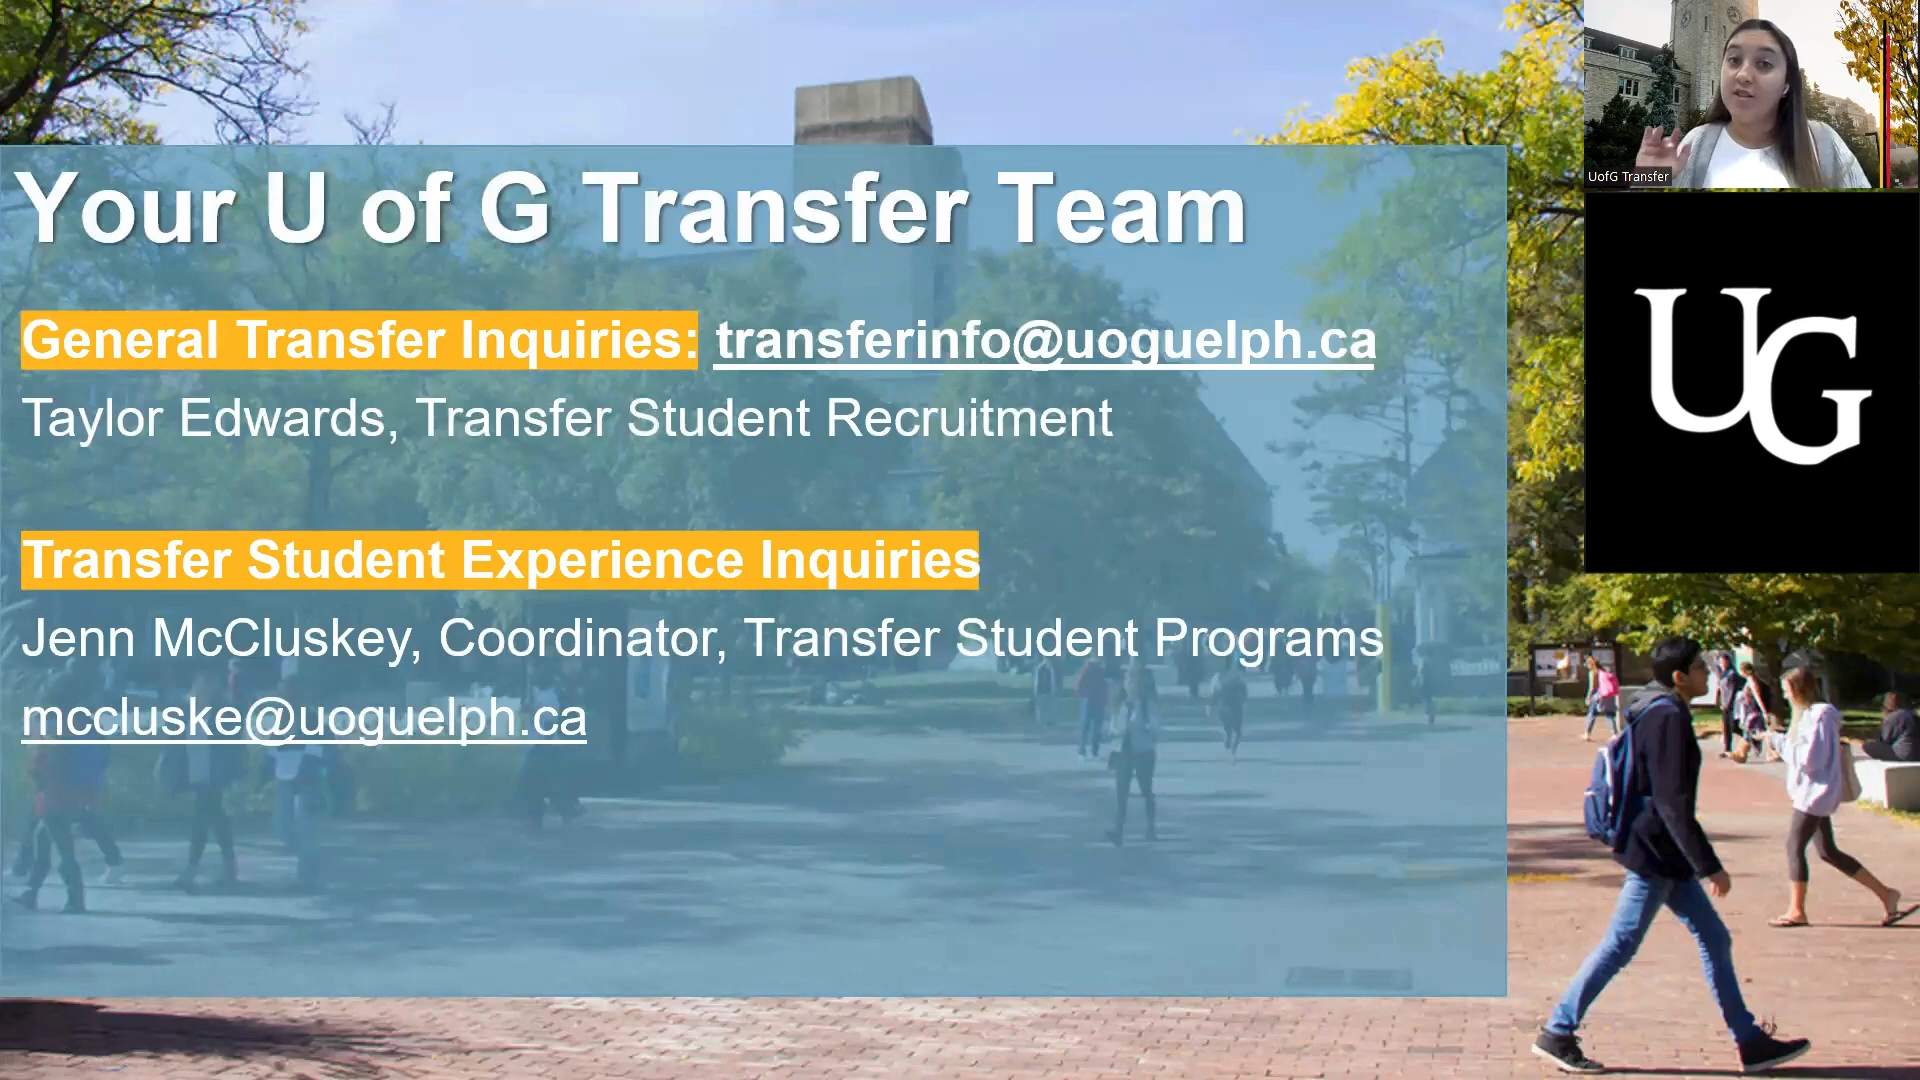 Your U of G Transfer Team
General Transfer Inquiries: transferinfo@uoguelph.ca
Taylor Edwards, Transfer Student Recruitment
Transfer Student Experience Inquiries
Jenn McCluskey, Coordinator, Transfer Student Programs
mccluske@uoguelph.ca
UofG Transfer
UG